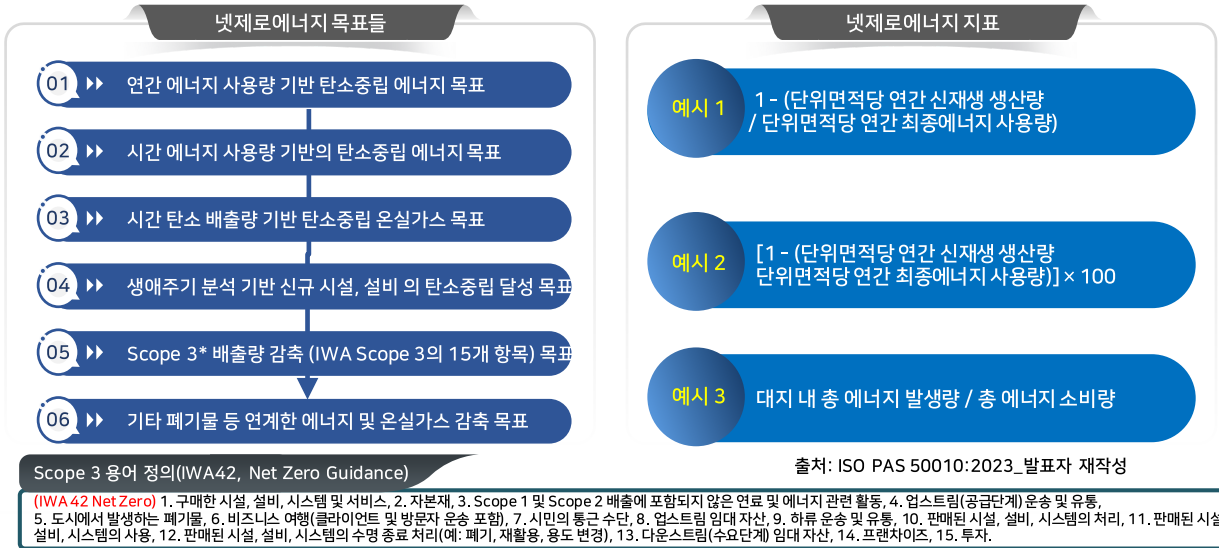 넷제로에너지 목표들
01 연간 에너지 사용량 기반 탄소중립 에너지 목표
02 시간 에너지 사용량 기반의 탄소중립 에너지 목표
03 시간 탄소 배출량 기반 탄소중립 온실가스 목표
04 생애주기 분석 기반 신규 시설, 설비 의 탄소중립 달성 목표
05 Scope 3* 배출량 감축 (IWA Scope 3의 15개 항목) 목표
06 기타 폐기물 등 연계한 에너지 및 온실가스 감축 목표
넷제로에너지 지표
예시 1
1 - (단위면적당 연간 신재생 생산량
/ 단위면적당 연간 최종에너지 사용량)
예시 2
[1 - (단위면적당 연간 신재생 생산량
단위면적당 연간 최종에너지 사용량)] × 100
예시 3
대지 내 총 에너지 발생량 / 총 에너지 소비량
출처: ISO PAS 50010:2023_발표자 재작성
Scope 3 용어 정의(IWA42, Net Zero Guidance)
(IWA 42 Net Zero) 1. 구매한 시설, 설비, 시스템 및 서비스, 2. 자본재, 3. Scope 1 및 Scope 2 배출에 포함되지 않은 연료 및 에너지 관련 활동, 4. 업스트림(공급단계) 운송 및 유통,
5. 도시에서 발생하는 폐기물, 6. 비즈니스 여행(클라이언트 및 방문자 운송 포함), 7. 시민의 통근 수단, 8. 업스트림 임대 자산, 9. 하류 운송 및 유통, 10. 판매된 시설, 설비, 시스템의 처리, 11. 판매된 시설
설비, 시스템의 사용, 12. 판매된 시설, 설비, 시스템의 수명 종료 처리(예: 폐기, 재활용, 용도 변경), 13. 다운스트림(수요단계) 임대 자산, 14. 프랜차이즈, 15. 투자.